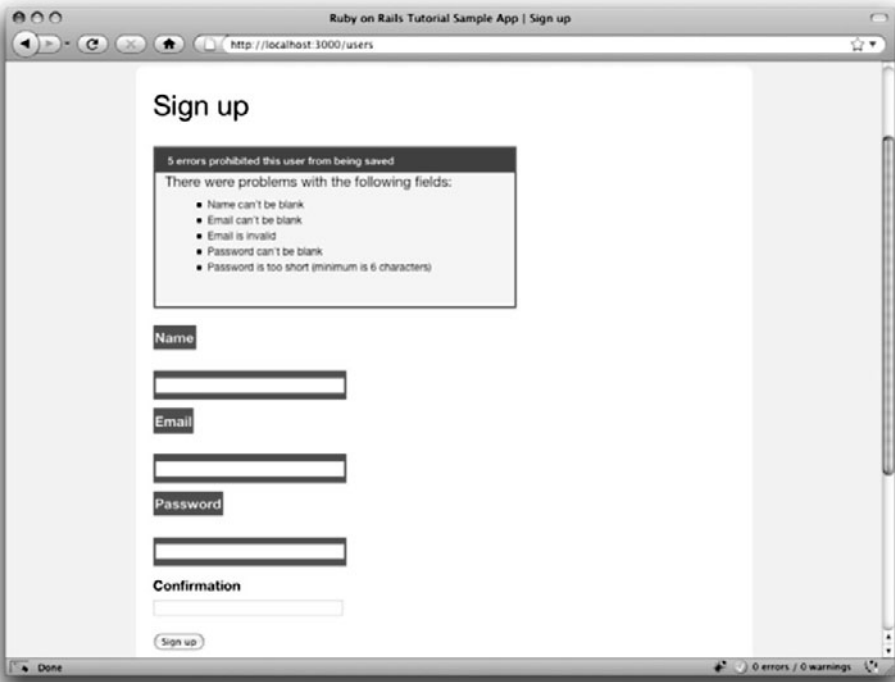 Ruby on Rails Tutorial Sample App | Sign up
http://localhost:3000/users
Sign up
5 errors prohibited this user from being saved
There were problems with the following fields:
Name can't be blank
Email can't be blank
Email is invalid
Password can't be blank
Password is too short (minimum is 6 characters)
Name
Email
Password
Confirmation
Sign up
Done
0 errors / 0 warnings